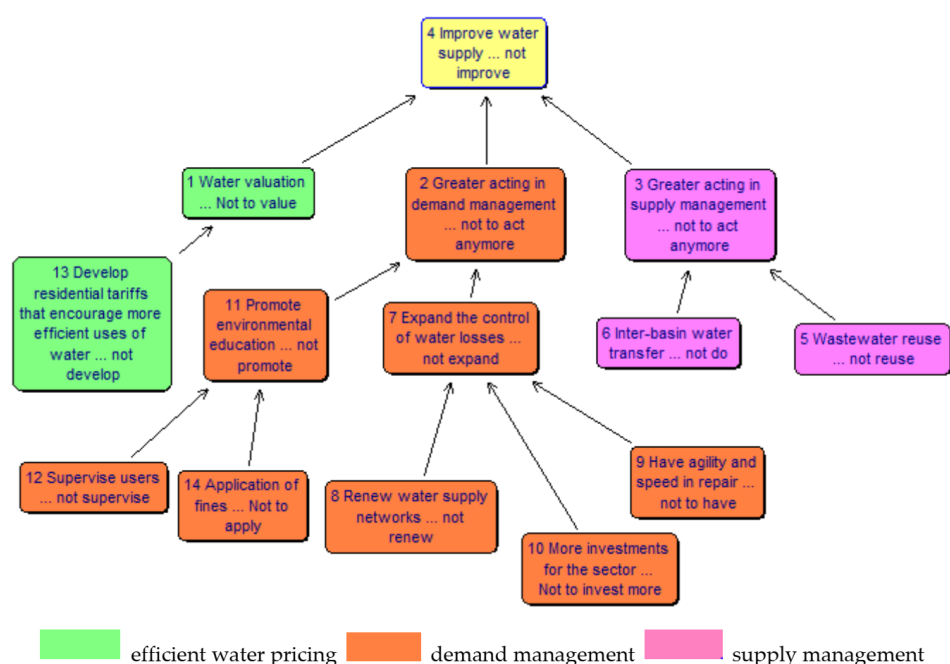 4 Improve water
supply ... not
improve
1 Water valuation
... Not to value
2 Greater acting in
demand management
... not to act
anymore
3 Greater acting in
supply management
... not to act
anymore
13 Develop
residential tariffs
that encourage more
efficient uses of
water ... not
develop
11 Promote
environmental
education ... not
promote
7 Expand the control
of water losses ...
not expand
6 Inter-basin water
transfer ... not do
5 Wastewater reuse
... not reuse
12 Supervise users
... not supervise
14 Application of
fines ... Not to
apply
8 Renew water supply
networks ... not
renew
9 Have agility and
speed in repair ...
not to have
10 More investments
for the sector ...
Not to invest more
efficient water pricing demand management supply management